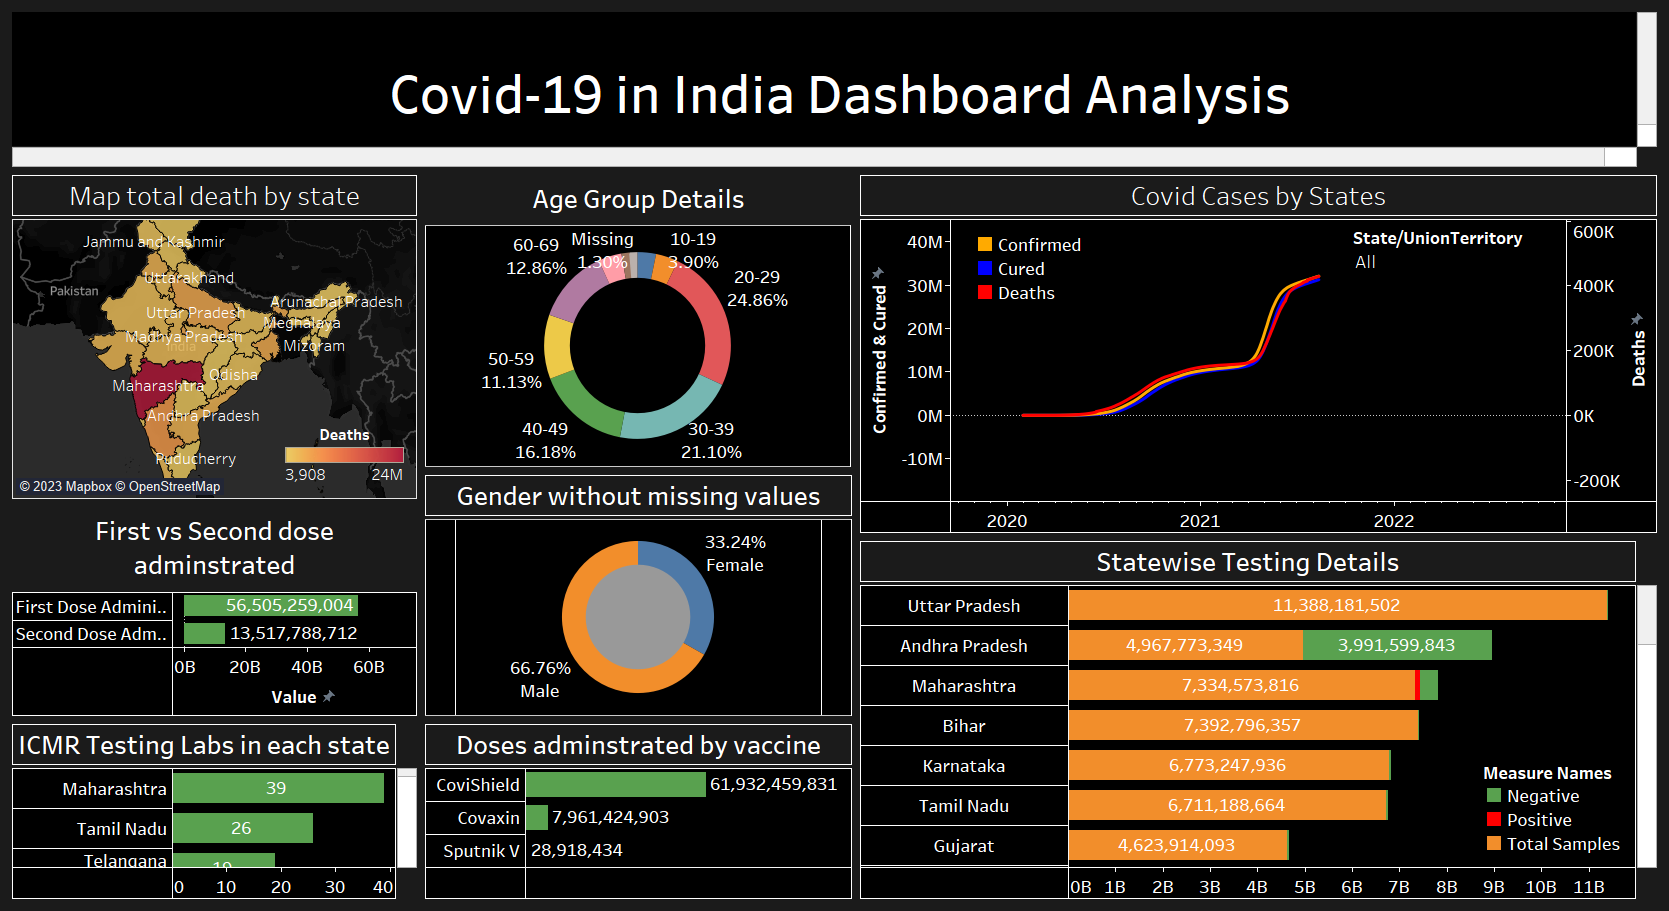 Covid-19 in India Dashboard Analysis
Map total death by state
Jammu and Kashmir
Uttarakhand
Pakistan
Arunachal Pradesh
Uttar Pradesh
Meghalaya
Madhya Pradesh
India
Mizoram
Odisha
Maharashtra
Andhra Pradesh
Deaths
Puducherry
3,908 24M
© 2023 Mapbox © OpenStreetMap
Age Group Details
Missing
1.30%
10-19
3.90%
60-69
12.86%
20-29
24.86%
50-59
11.13%
40-49
16.18%
30-39
21.10%
Covid Cases by States
Confirmed
Cured
Deaths
State/UnionTerritory
All
Confirmed & Cured
40M
30M
20M
10M
0M
-10M
600K
400K
200K
0K
-200K
Deaths
2020 2021 2022
First vs Second dose
adminstrated
First Dose Admini.. 56,505,259,004
Second Dose Adm.. 13,517,788,712
0B 20B 40B 60B
Value
Gender without missing values
33.24%
Female
66.76%
Male
Statewise Testing Details
Uttar Pradesh 11,388,181,502
Andhra Pradesh 4,967,773,349 3,991,599,843
Maharashtra 7,334,573,816
Bihar 7,392,796,357
Karnataka 6,773,247,936
Tamil Nadu 6,711,188,664
Gujarat 4,623,914,093
Measure Names
Negative
Positive
Total Samples
0B 1B 2B 3B 4B 5B 6B 7B 8B 9B 10B 11B
ICMR Testing Labs in each state
Maharashtra 39
Tamil Nadu 26
Telangana
0 10 20 30 40
Doses adminstrated by vaccine
CoviShield 61,932,459,831
Covaxin 7,961,424,903
Sputnik V 28,918,434